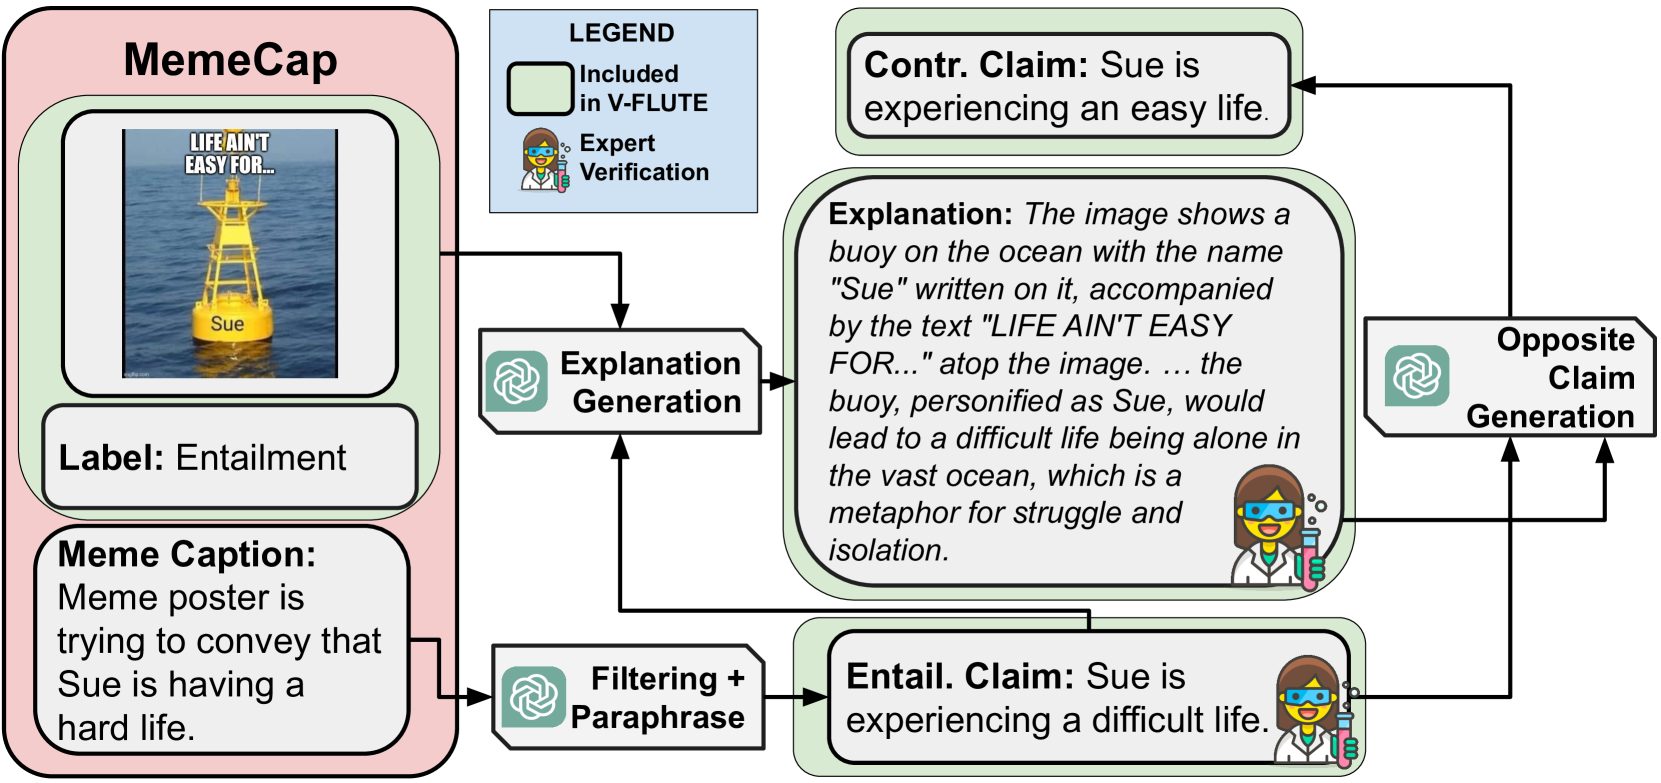 MemeCap
LIFE AIN'T
EASY FOR...
Sue
imgflip.com
Label: Entailment
Meme Caption:
Meme poster is
trying to convey that
Sue is having a
hard life.
LEGEND
Included
in V-FLUTE
Expert
Verification
Explanation
Generation
Filtering +
Paraphrase
Contr. Claim: Sue is
experiencing an easy life.
Explanation: The image shows a
buoy on the ocean with the name
"Sue" written on it, accompanied
by the text "LIFE AIN'T EASY
FOR..." atop the image. ... the
buoy, personified as Sue, would
lead to a difficult life being alone in
the vast ocean, which is a
metaphor for struggle and
isolation.
Entail. Claim: Sue is
experiencing a difficult life.
Opposite
Claim
Generation